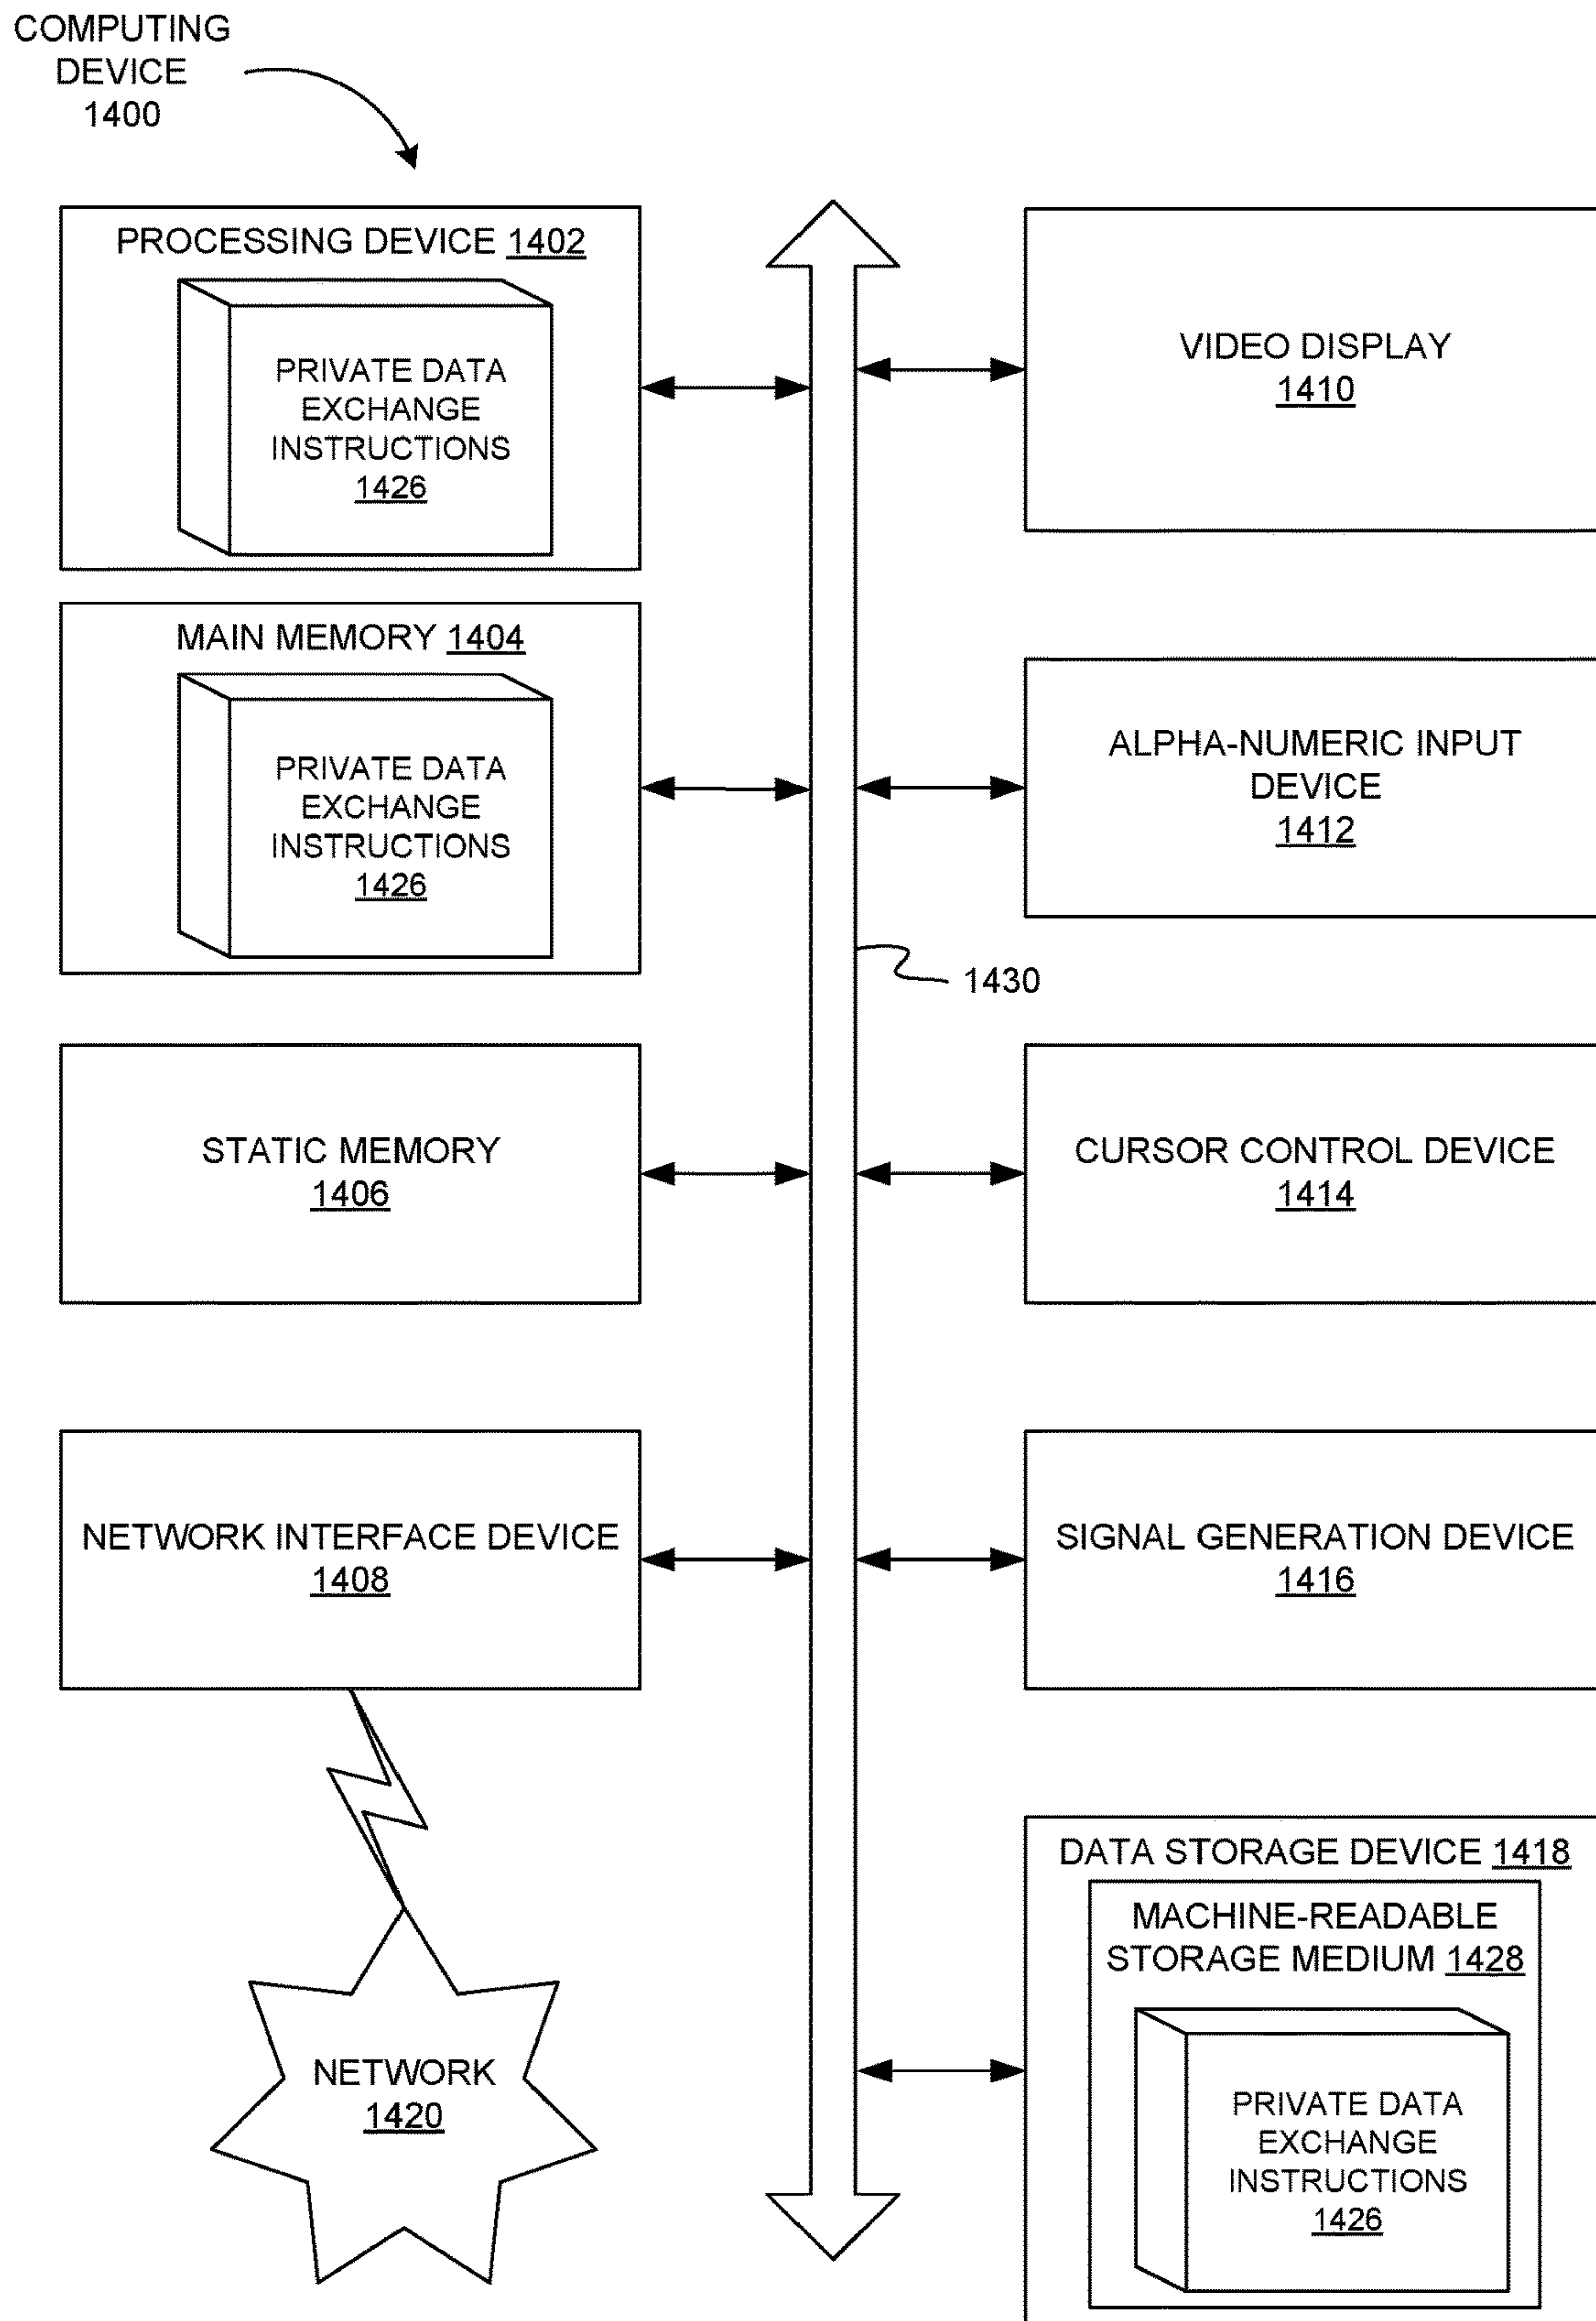 COMPUTING
DEVICE
1400
PROCESSING DEVICE 1402
PRIVATE DATA
EXCHANGE
INSTRUCTIONS
1426
MAIN MEMORY 1404
PRIVATE DATA
EXCHANGE
INSTRUCTIONS
1426
STATIC MEMORY
1406
NETWORK INTERFACE DEVICE
1408
NETWORK
1420
1430
VIDEO DISPLAY
1410
ALPHA-NUMERIC INPUT
DEVICE
1412
CURSOR CONTROL DEVICE
1414
SIGNAL GENERATION DEVICE
1416
DATA STORAGE DEVICE 1418
MACHINE-READABLE
STORAGE MEDIUM 1428
PRIVATE DATA
EXCHANGE
INSTRUCTIONS
1426